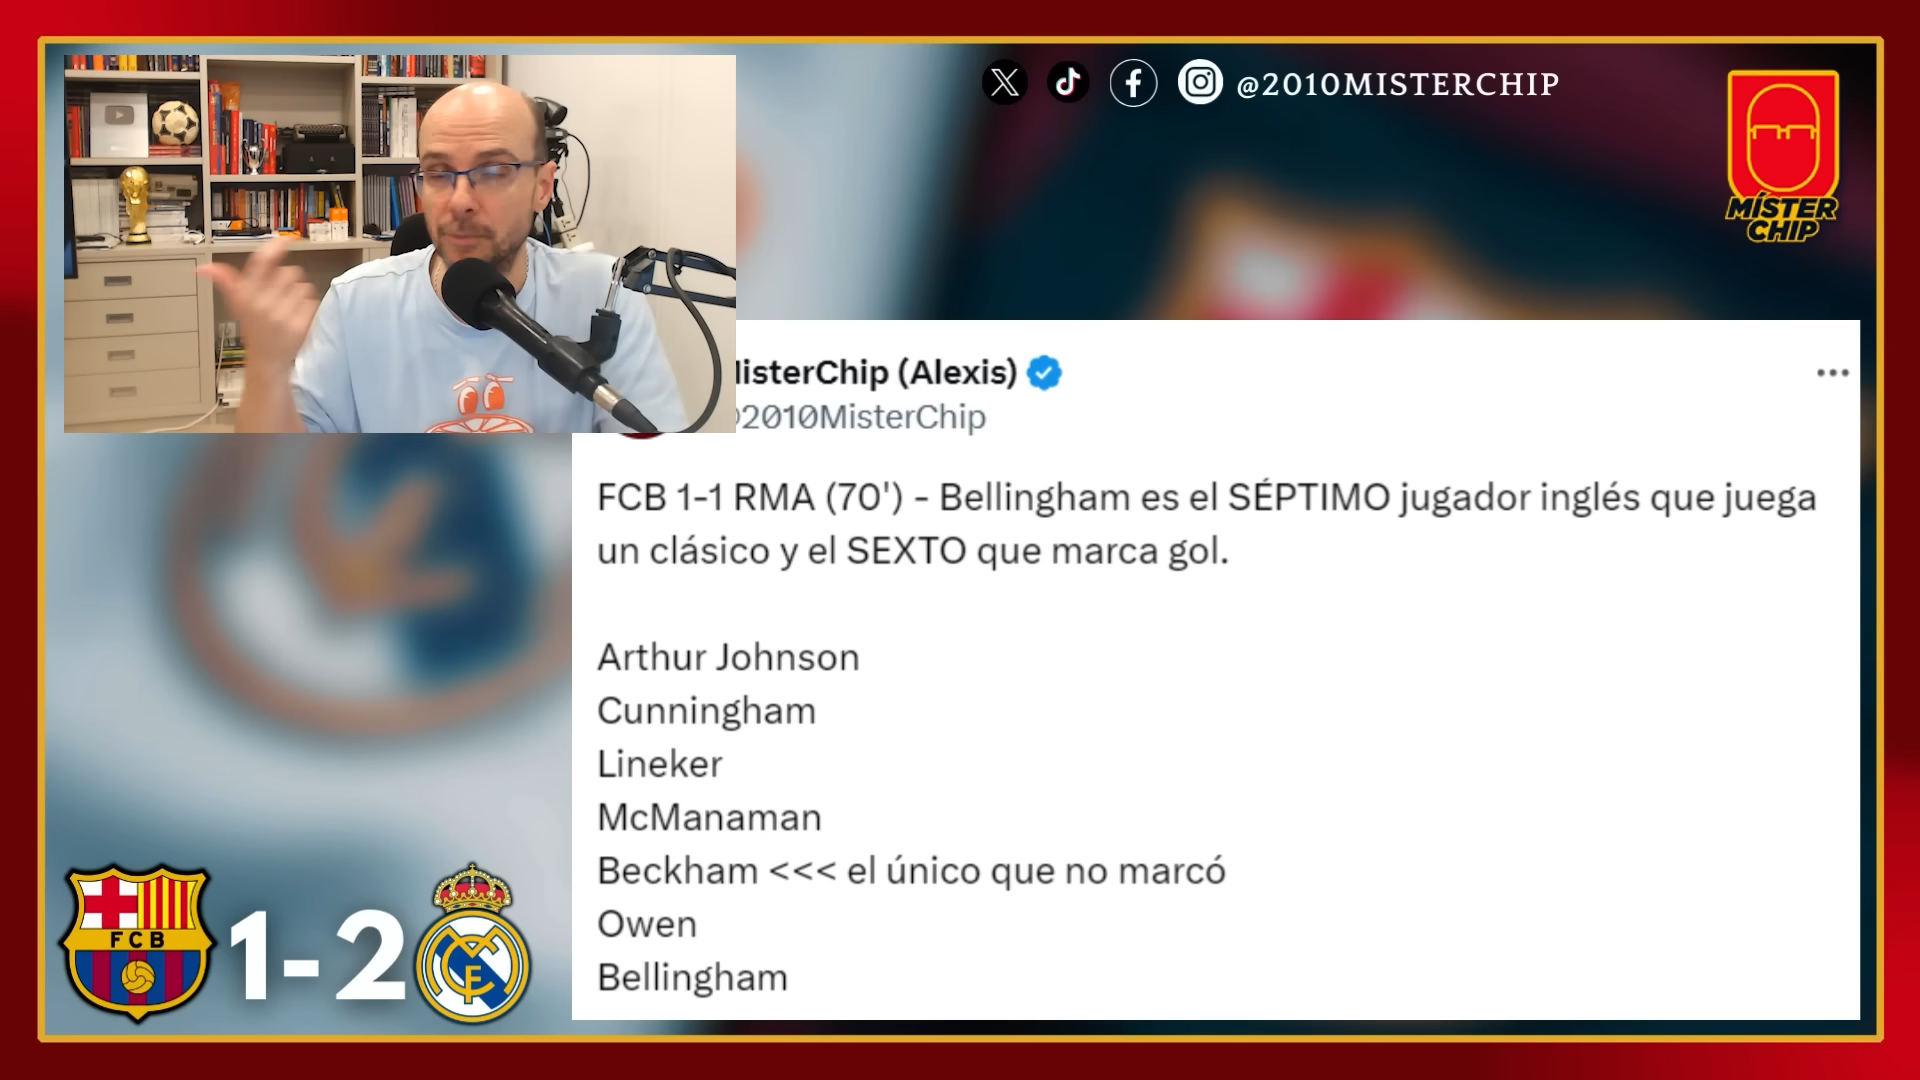 @2010MISTERCHIP
MÍSTER
CHIP
MisterChip (Alexis)
@2010MisterChip
FCB 1-1 RMA (70') - Bellingham es el SÉPTIMO jugador inglés que juega
un clásico y el SEXTO que marca gol.
Arthur Johnson
Cunningham
Lineker
McManaman
Beckham <<< el único que no marcó
Owen
Bellingham
FCB
1-2